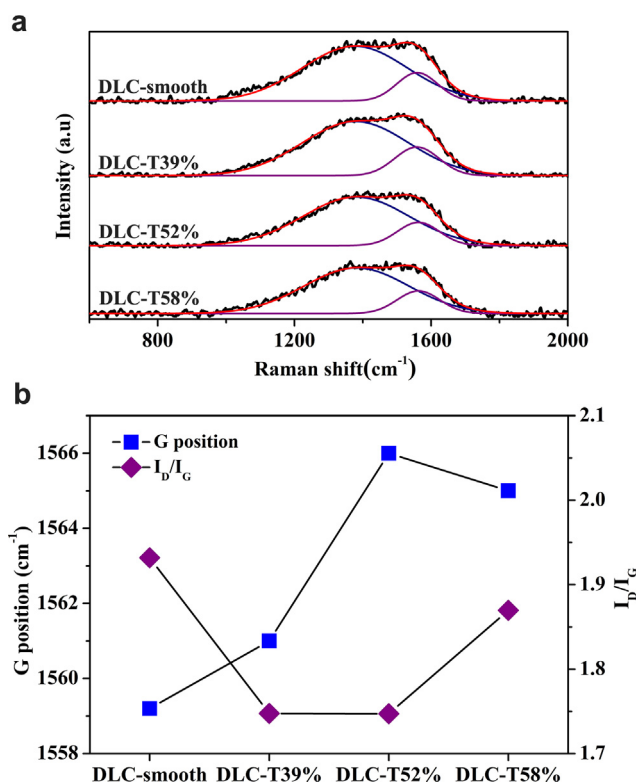 a
DLC-smooth
DLC-T39%
DLC-T52%
DLC-T58%
Intensity (a.u)
800 1200 1600 2000
Raman shift(cm⁻¹)
b
G position
I_D/I_G
1566
1564
1562
1560
1558
G position (cm⁻¹)
2.1
2.0
1.9
1.8
1.7
I_D/I_G
DLC-smooth DLC-T39% DLC-T52% DLC-T58%